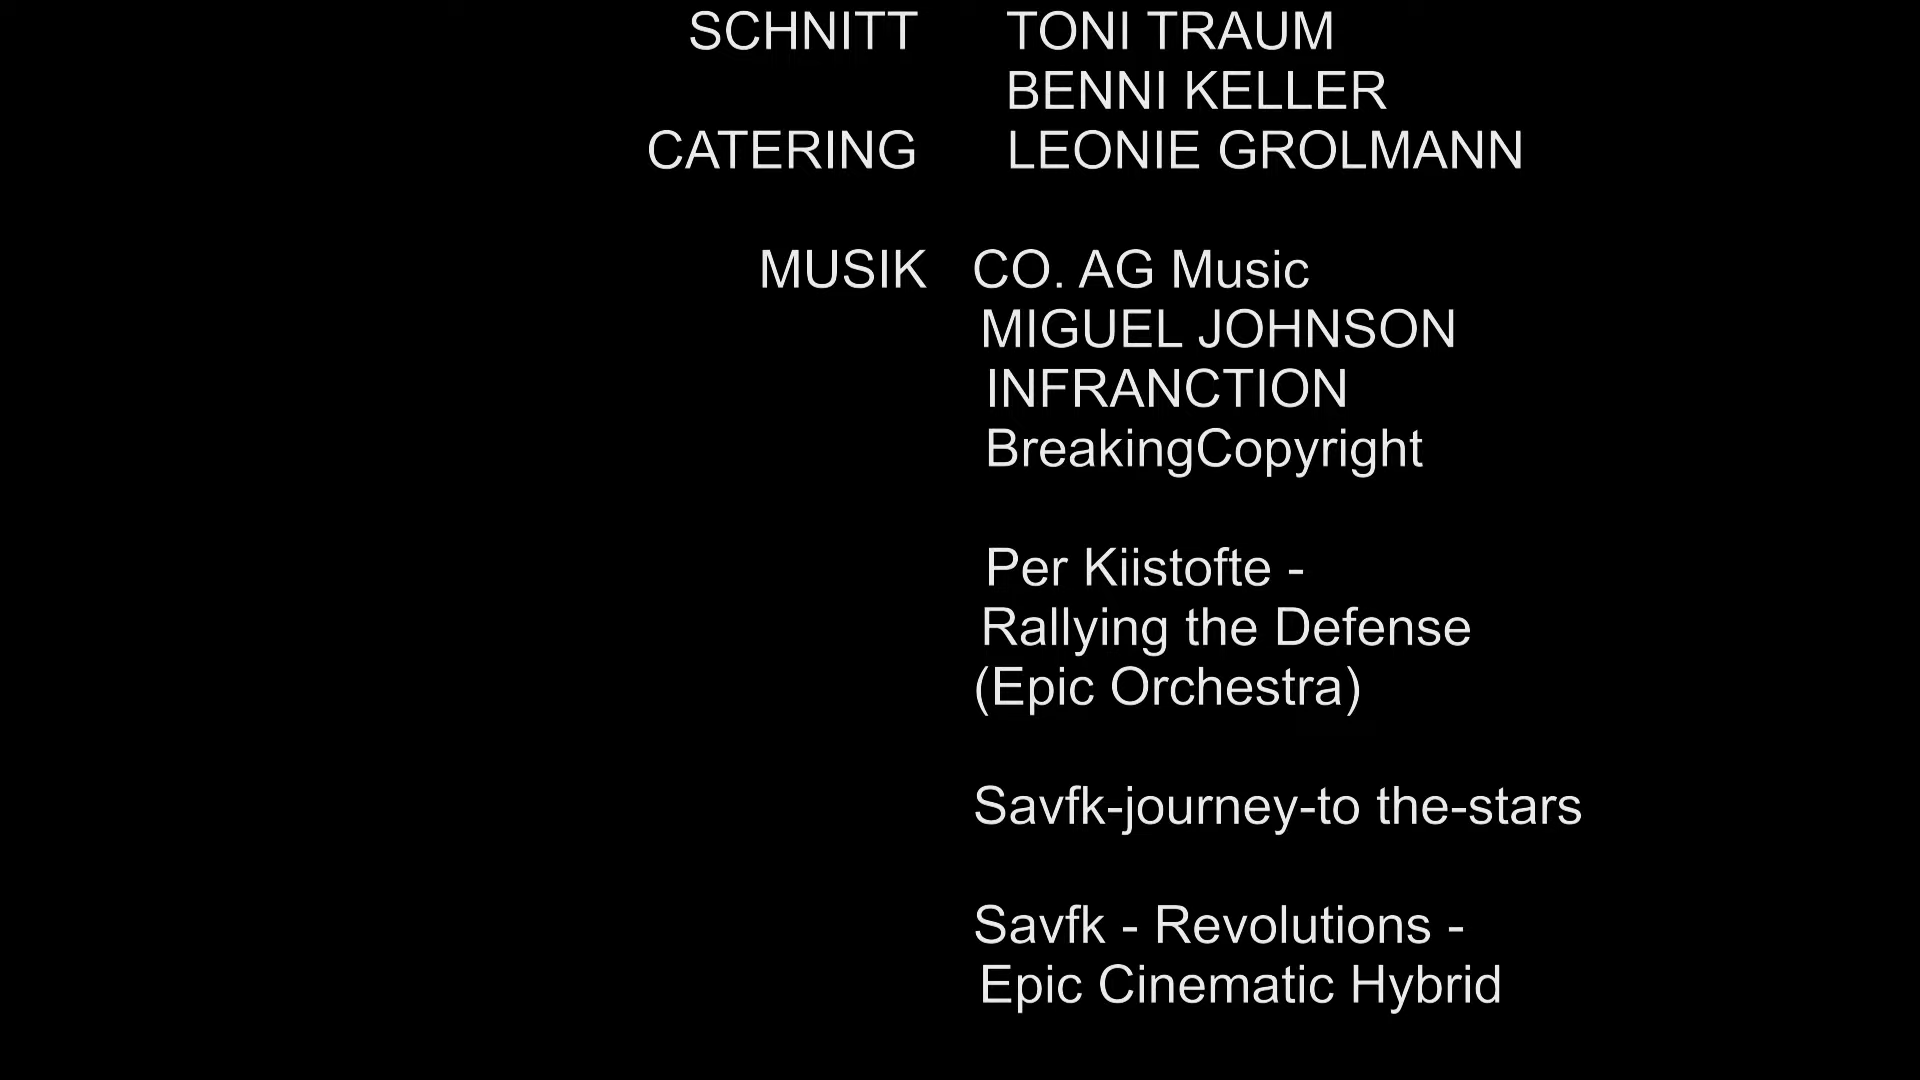 SCHNITT TONI TRAUM
BENNI KELLER
CATERING LEONIE GROLMANN
MUSIK CO. AG Music
MIGUEL JOHNSON
INFRANCTION
BreakingCopyright
Per Kiistofte -
Rallying the Defense
(Epic Orchestra)
Savfk-journey-to the-stars
Savfk - Revolutions -
Epic Cinematic Hybrid